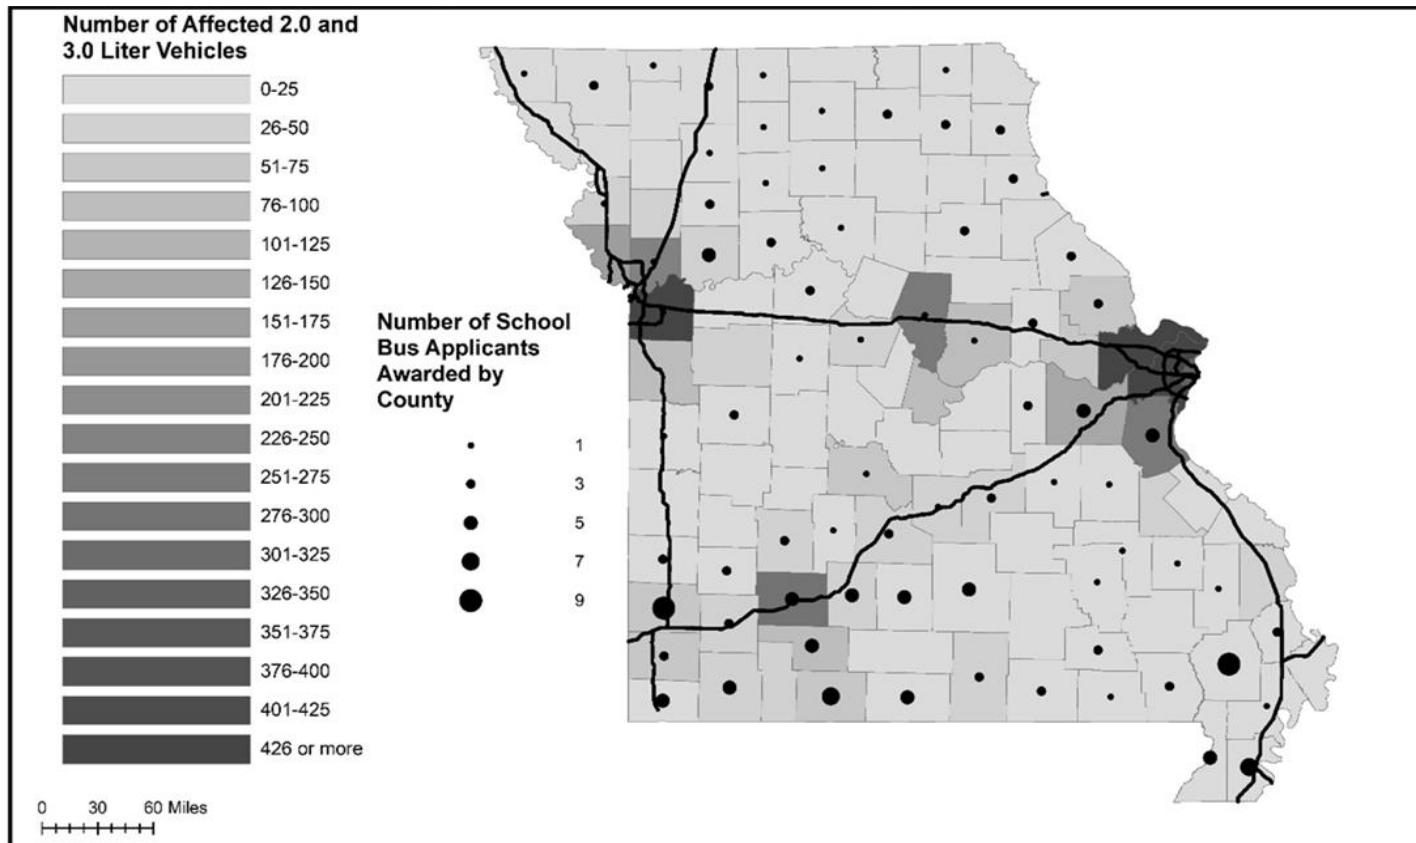 Number of Affected 2.0 and
3.0 Liter Vehicles
0-25
26-50
51-75
76-100
101-125
126-150
151-175
176-200
201-225
226-250
251-275
276-300
301-325
326-350
351-375
376-400
401-425
426 or more
0 30 60 Miles
Number of School
Bus Applicants
Awarded by
County
1
3
5
7
9